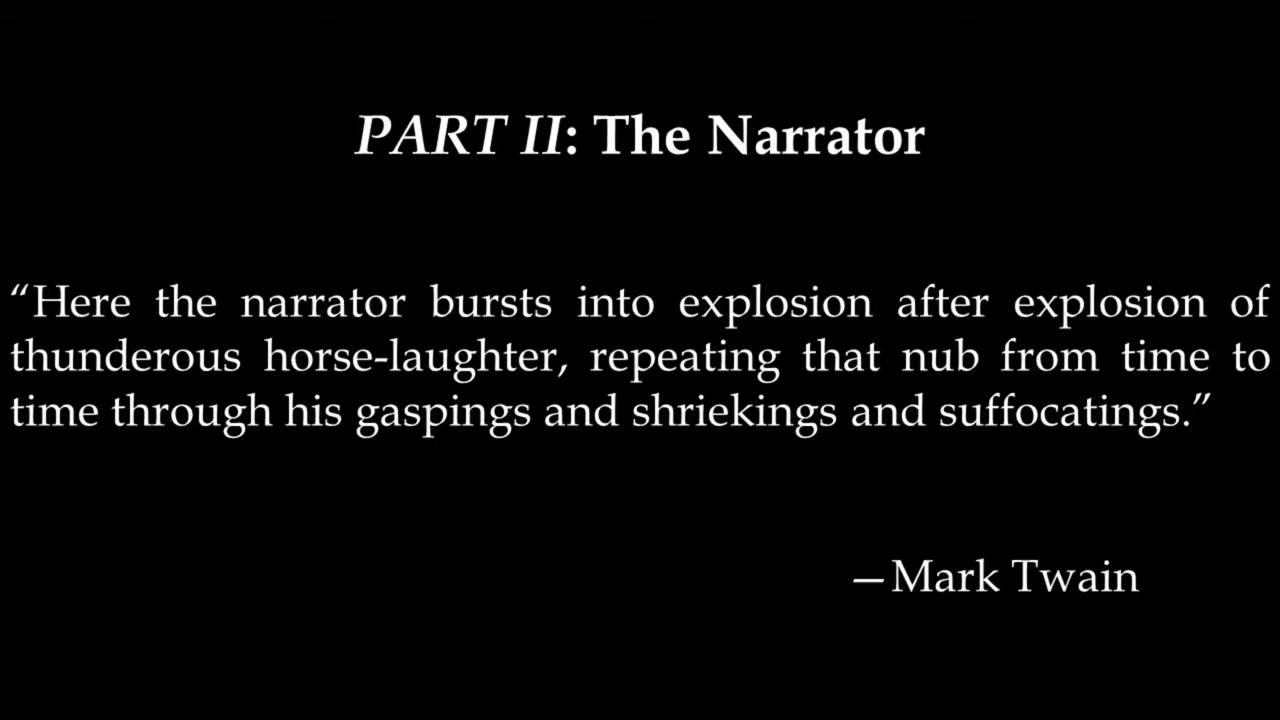 PART II: The Narrator
“Here the narrator bursts into explosion after explosion of
thunderous horse-laughter, repeating that nub from time to
time through his gaspings and shriekings and suffocatings.”
—Mark Twain